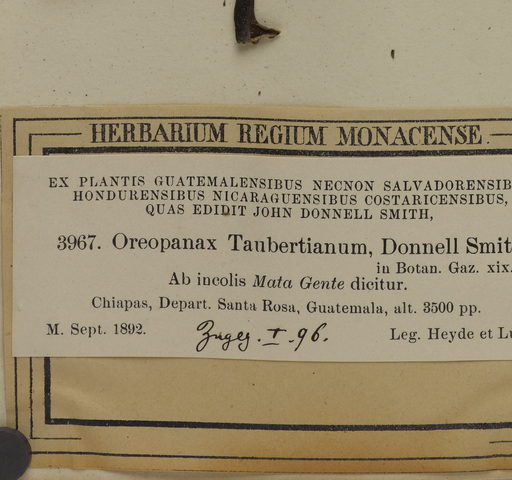 HERBARIUM REGIUM MONACENSE.
EX PLANTIS GUATEMALENSIBUS NECNON SALVADORENSIB
HONDURENSIBUS NICARAGUENSIBUS COSTARICENSIBUS,
QUAS EDIDIT JOHN DONNELL SMITH,
3967. Oreopanax Taubertianum, Donnell Smit
in Botan. Gaz. xix.
Ab incolis Mata Gente dicitur.
Chiapas, Depart. Santa Rosa, Guatemala, alt. 3500 pp.
M. Sept. 1892. Zugeg. I. 96. Leg. Heyde et Lu